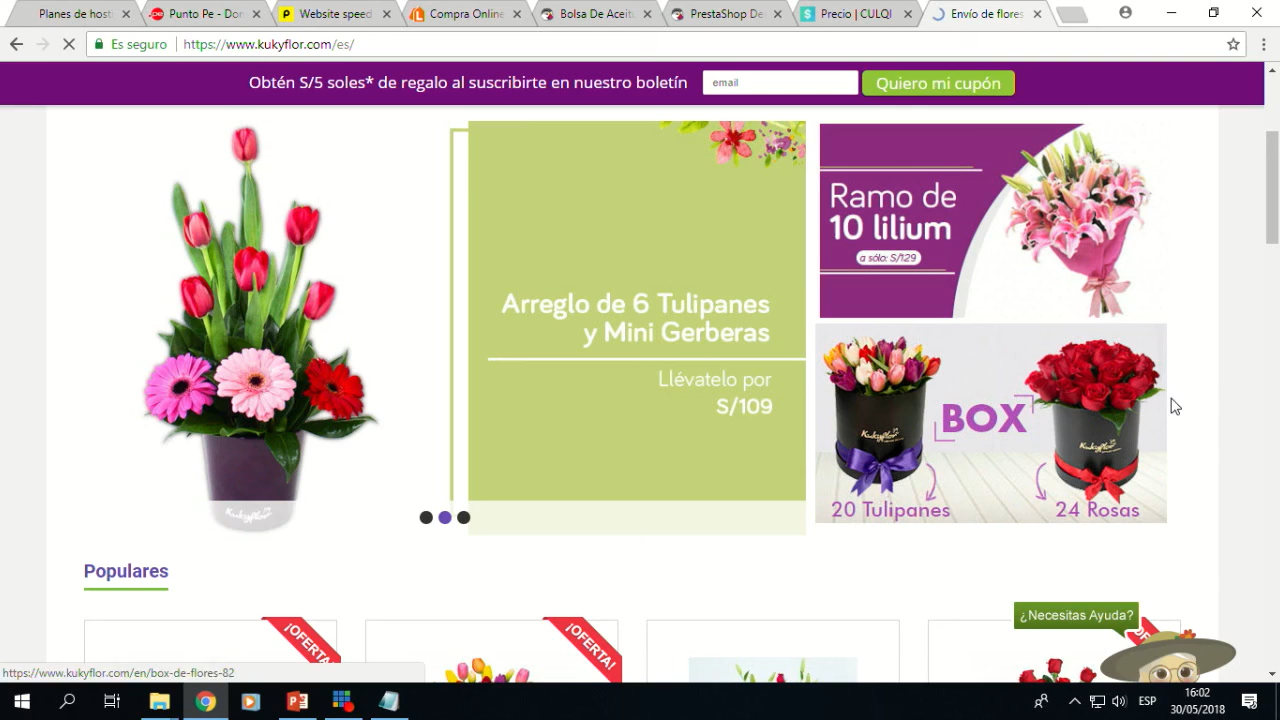 Planes de hosti
Punto Pe - Dor
Website speed
Compra Online
Bolsa De Aceit
PrestaShop De
Precio | CULQI
Envío de flores
Es seguro
https://www.kukyflor.com/es/
Obtén S/5 soles* de regalo al suscribirte en nuestro boletín
email
Quiero mi cupón
Arreglo de 6 Tulipanes
y Mini Gerberas
Llévatelo por
S/109
Kukyflor
Ramo de
10 lilium
a sólo: S/129
Kukyflor
BOX
Kukyflor
20 Tulipanes
24 Rosas
Populares
¡OFERTA!
¡OFERTA!
¿Necesitas Ayuda?
https://www.kukyflor.com/en/box-de-flores-82
ESP
16:02
30/05/2018